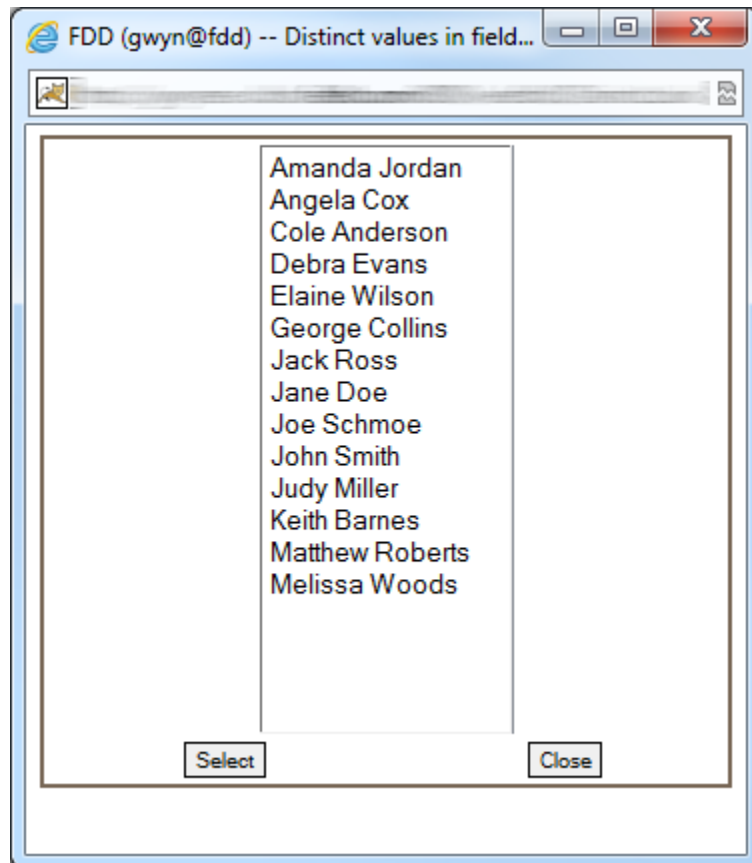 FDD (gwyn@fdd) -- Distinct values in field...
Amanda Jordan
Angela Cox
Cole Anderson
Debra Evans
Elaine Wilson
George Collins
Jack Ross
Jane Doe
Joe Schmoe
John Smith
Judy Miller
Keith Barnes
Matthew Roberts
Melissa Woods
Select Close